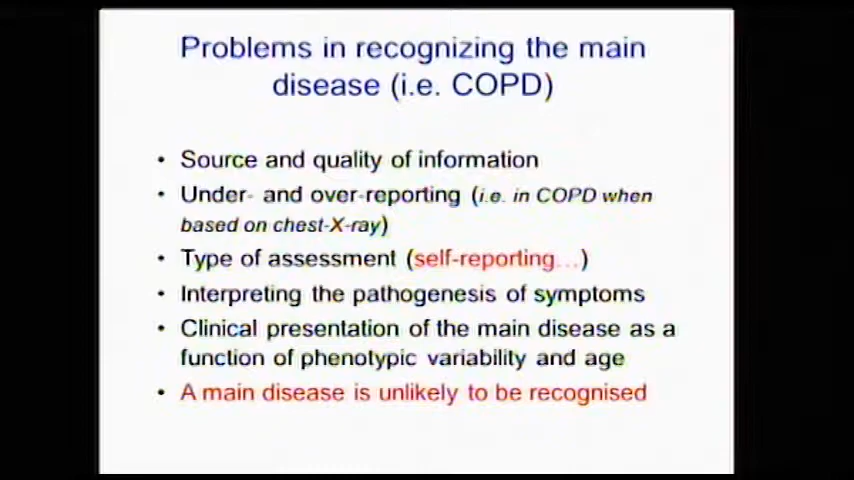 Problems in recognizing the main
disease (i.e. COPD)
• Source and quality of information
• Under- and over-reporting (i.e. in COPD when
based on chest-X-ray)
• Type of assessment (self-reporting...)
• Interpreting the pathogenesis of symptoms
• Clinical presentation of the main disease as a
function of phenotypic variability and age
• A main disease is unlikely to be recognised